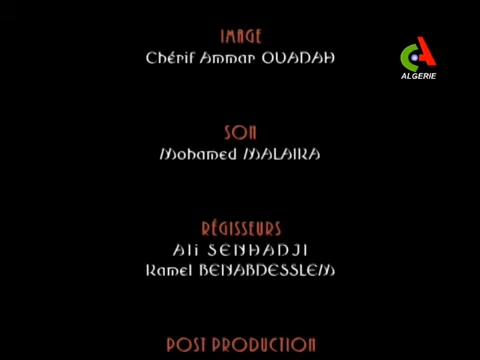 IMAGE
Chérif Ammar OUADAH
ALGERIE
SON
Mohamed MALAIKA
RÉGISSEURS
Ali SENHADJI
Kamel BENABDESSLEM
POST PRODUCTION